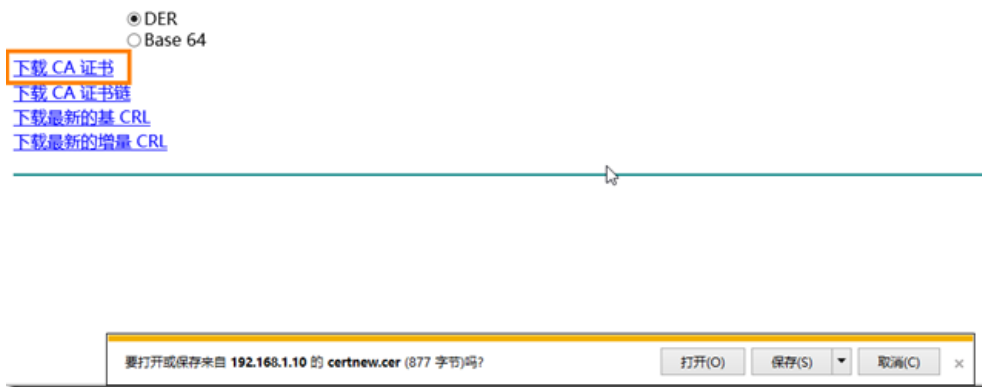 DER
Base 64
下载 CA 证书
下载 CA 证书链
下载最新的基 CRL
下载最新的增量 CRL
要打开或保存来自 192.168.1.10 的 certnew.cer (877 字节)吗? 打开(O) 保存(S) 取消(C) ×